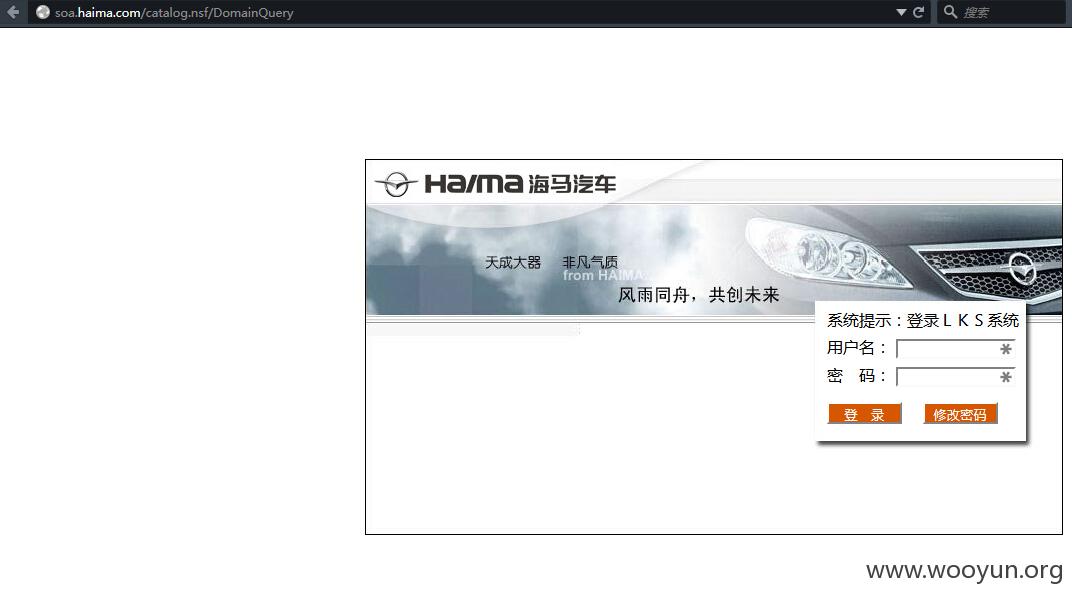 soa.haima.com/catalog.nsf/DomainQuery
搜索
HAIMA 海马汽车
天成大器 非凡气质
from HAIMA
风雨同舟，共创未来
系统提示：登录ＬＫＳ系统
用户名： *
密　码： *
登　录 修改密码
www.wooyun.org